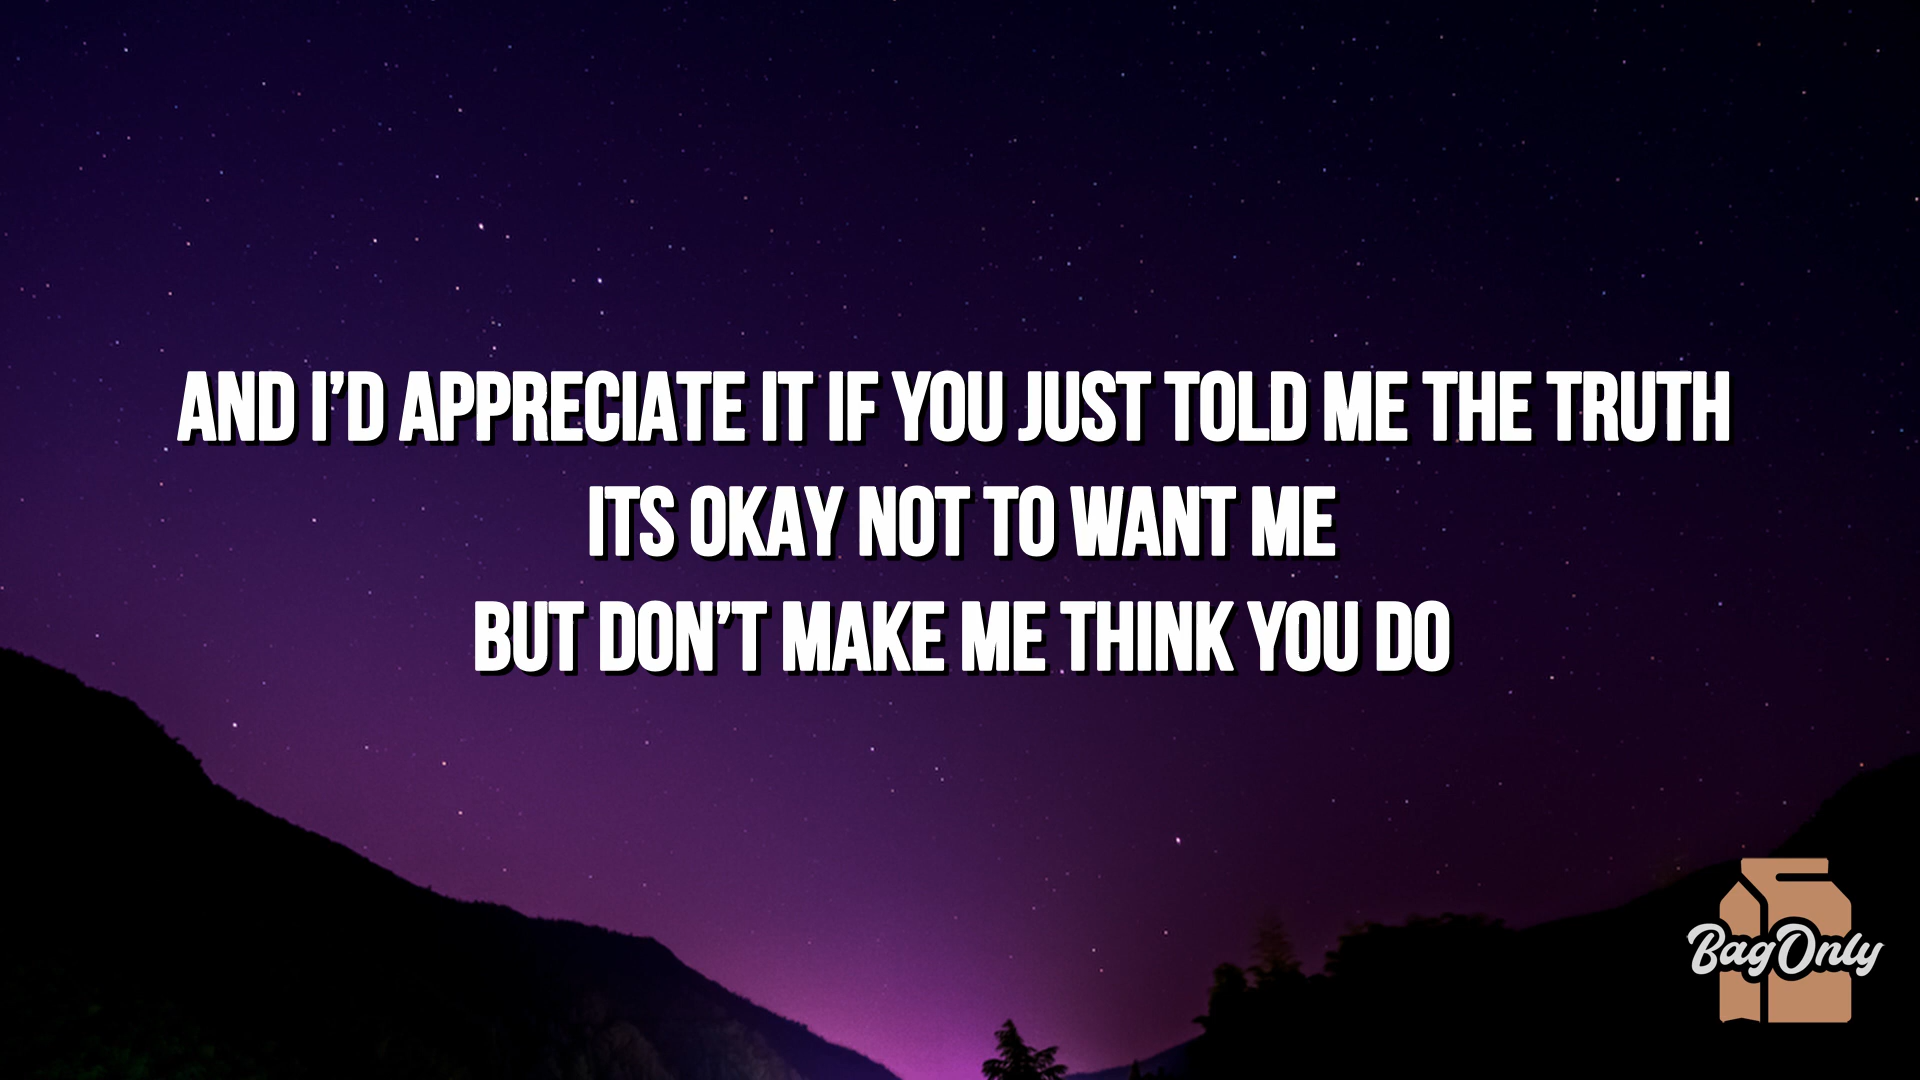 AND I’D APPRECIATE IT IF YOU JUST TOLD ME THE TRUTH
ITS OKAY NOT TO WANT ME
BUT DON’T MAKE ME THINK YOU DO
BagOnly